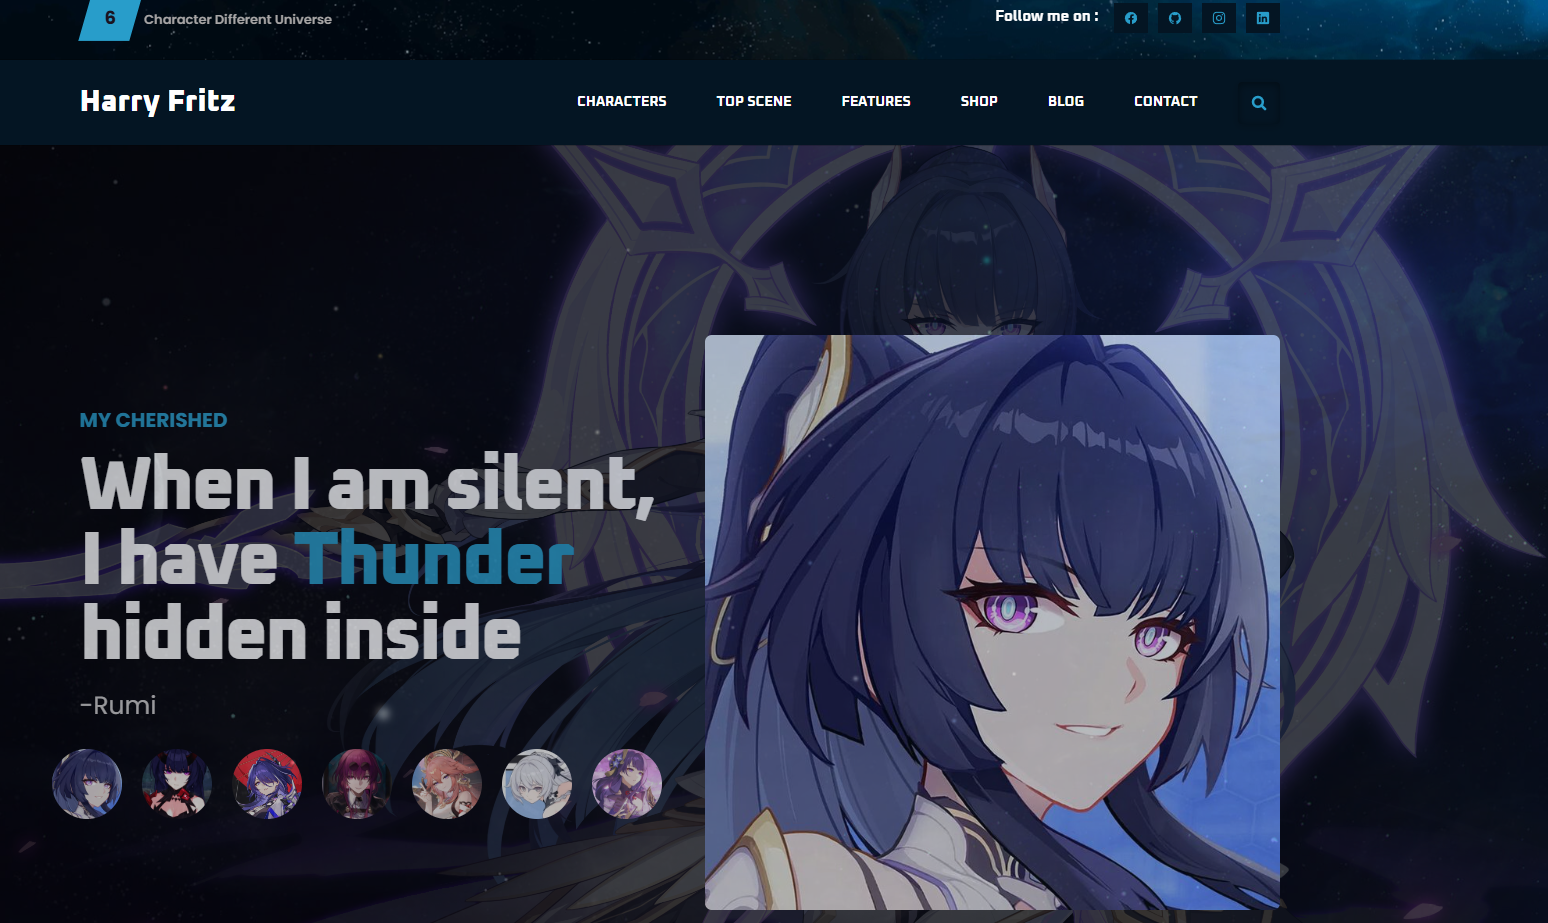 6
Character Different Universe
Follow me on :
Harry Fritz
CHARACTERS
TOP SCENE
FEATURES
SHOP
BLOG
CONTACT
MY CHERISHED
When I am silent,
I have Thunder
hidden inside
-Rumi